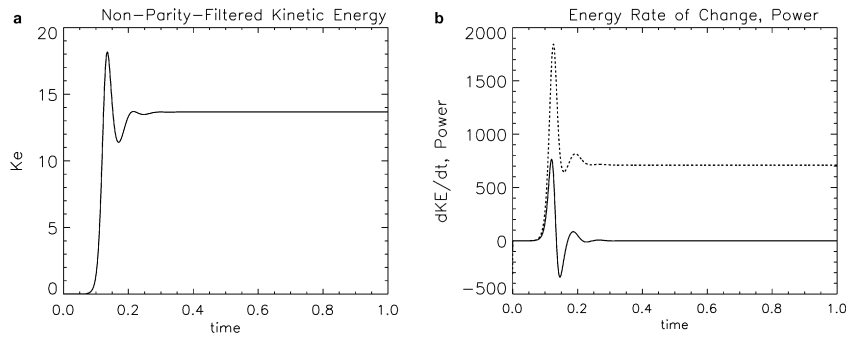 a
Non-Parity-Filtered Kinetic Energy
20
15
10
5
0
Ke
0.0 0.2 0.4 0.6 0.8 1.0
time
b
Energy Rate of Change, Power
2000
1500
1000
500
0
-500
dKE/dt, Power
0.0 0.2 0.4 0.6 0.8 1.0
time